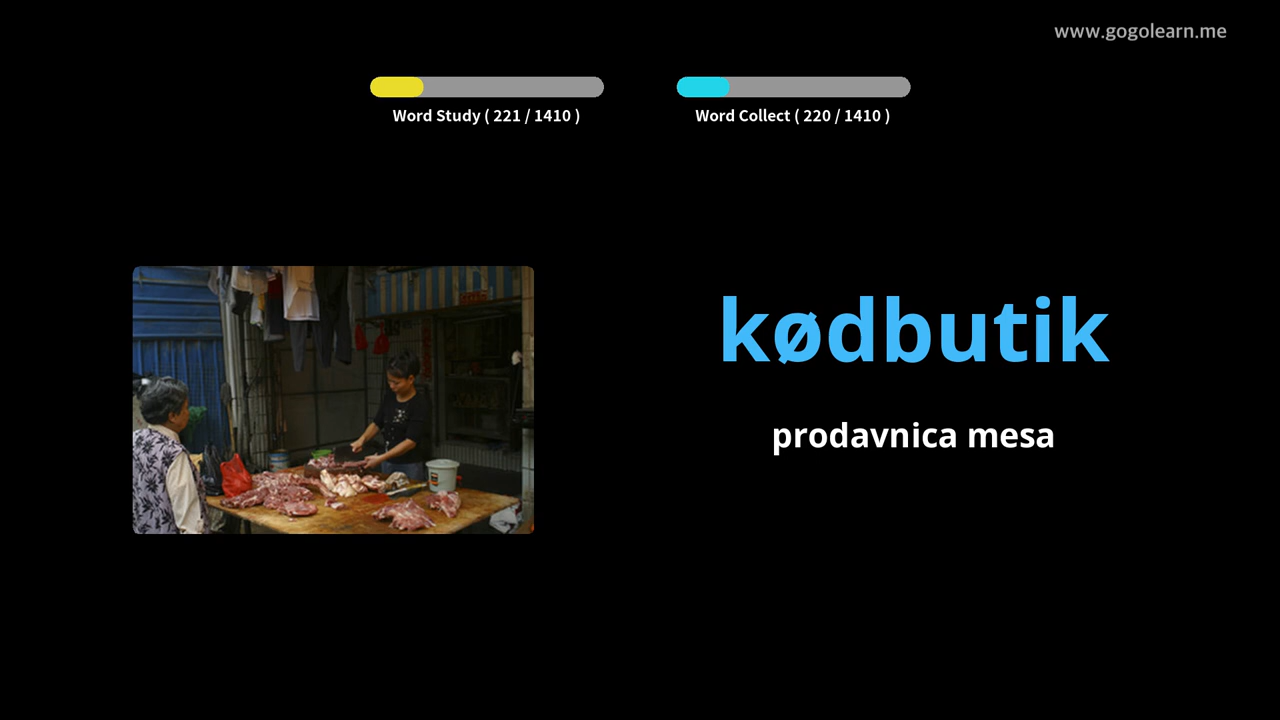 www.gogolearn.me
Word Study ( 221 / 1410 )
Word Collect ( 220 / 1410 )
kødbutik
prodavnica mesa